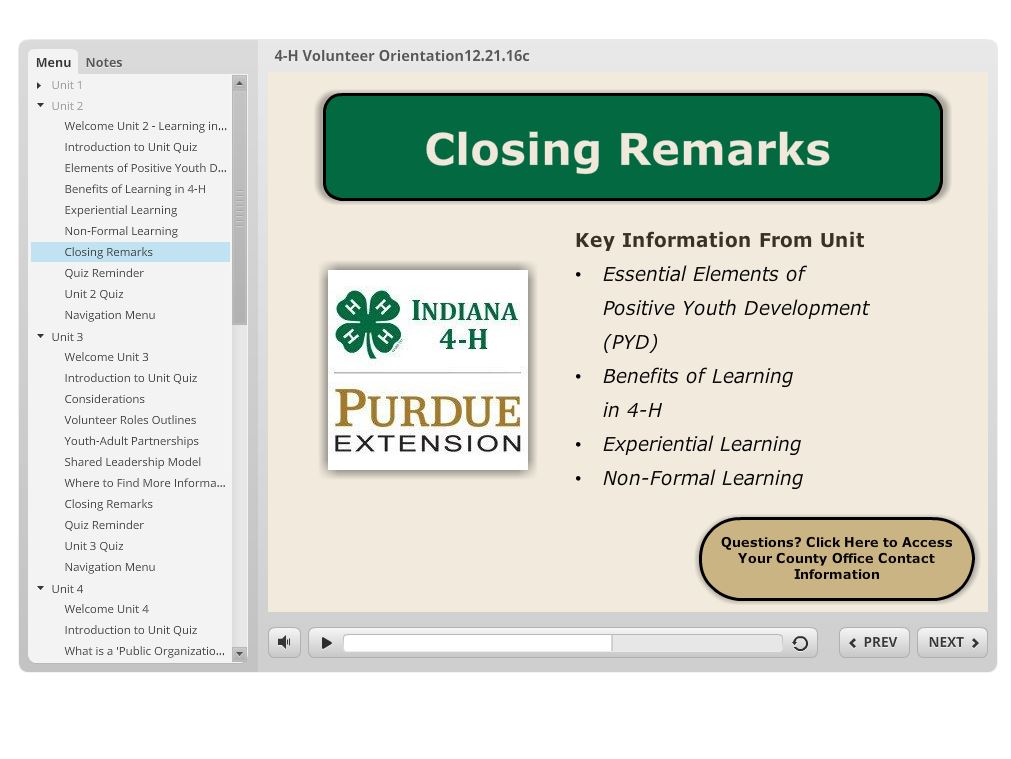 4-H Volunteer Orientation12.21.16c
Menu
Notes
Unit 1
Unit 2
Welcome Unit 2 - Learning in...
Introduction to Unit Quiz
Elements of Positive Youth D...
Benefits of Learning in 4-H
Experiential Learning
Non-Formal Learning
Closing Remarks
Quiz Reminder
Unit 2 Quiz
Navigation Menu
Unit 3
Welcome Unit 3
Introduction to Unit Quiz
Considerations
Volunteer Roles Outlines
Youth-Adult Partnerships
Shared Leadership Model
Where to Find More Informa...
Closing Remarks
Quiz Reminder
Unit 3 Quiz
Navigation Menu
Unit 4
Welcome Unit 4
Introduction to Unit Quiz
What is a 'Public Organizatio...
Closing Remarks
H H H H
INDIANA
4-H
PURDUE
EXTENSION
Key Information From Unit
• Essential Elements of
Positive Youth Development
(PYD)
• Benefits of Learning
in 4-H
• Experiential Learning
• Non-Formal Learning
Questions? Click Here to Access
Your County Office Contact
Information
PREV
NEXT